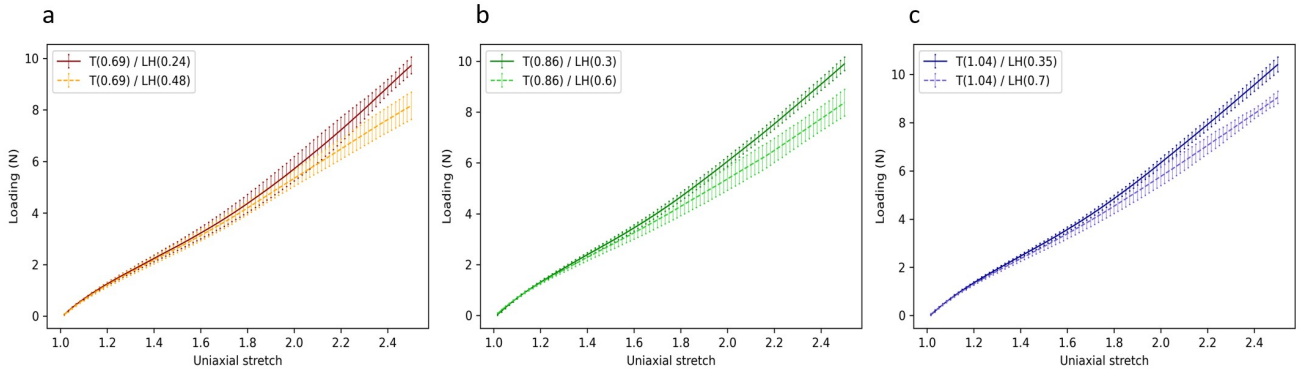 a
T(0.69) / LH(0.24)
T(0.69) / LH(0.48)
Loading (N)
10
8
6
4
2
0
1.0 1.2 1.4 1.6 1.8 2.0 2.2 2.4
Uniaxial stretch
b
T(0.86) / LH(0.3)
T(0.86) / LH(0.6)
Loading (N)
10
8
6
4
2
0
1.0 1.2 1.4 1.6 1.8 2.0 2.2 2.4
Uniaxial stretch
c
T(1.04) / LH(0.35)
T(1.04) / LH(0.7)
Loading (N)
10
8
6
4
2
0
1.0 1.2 1.4 1.6 1.8 2.0 2.2 2.4
Uniaxial stretch